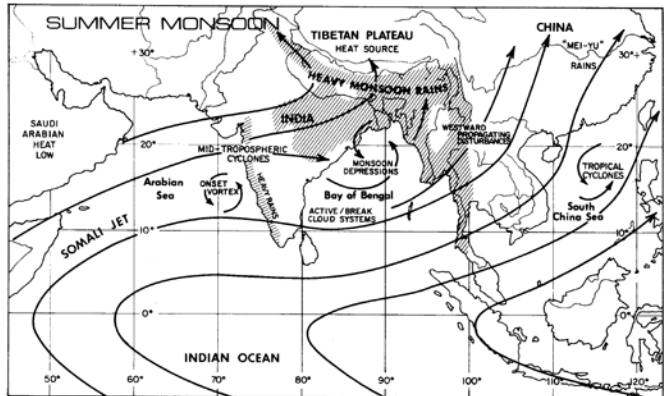 SUMMER MONSOON
TIBETAN PLATEAU
HEAT SOURCE
CHINA
"MEI-YU"
RAINS
+30°
30°+
HEAVY MONSOON RAINS
SAUDI
ARABIAN
HEAT
LOW
INDIA
WESTWARD
PROPAGATING
DISTURBANCES
20°
20°
MID-TROPOSPHERIC
CYCLONES
MONSOON
DEPRESSIONS
TROPICAL
CYCLONES
Arabian
Sea
ONSET
VORTEX
HEAVY RAINS
Bay of Bengal
ACTIVE/BREAK
CLOUD SYSTEMS
South
China Sea
SOMALI JET
10°
10°
0°
0°
INDIAN OCEAN
50°
60°
70°
80°
90°
100°
110°
120°